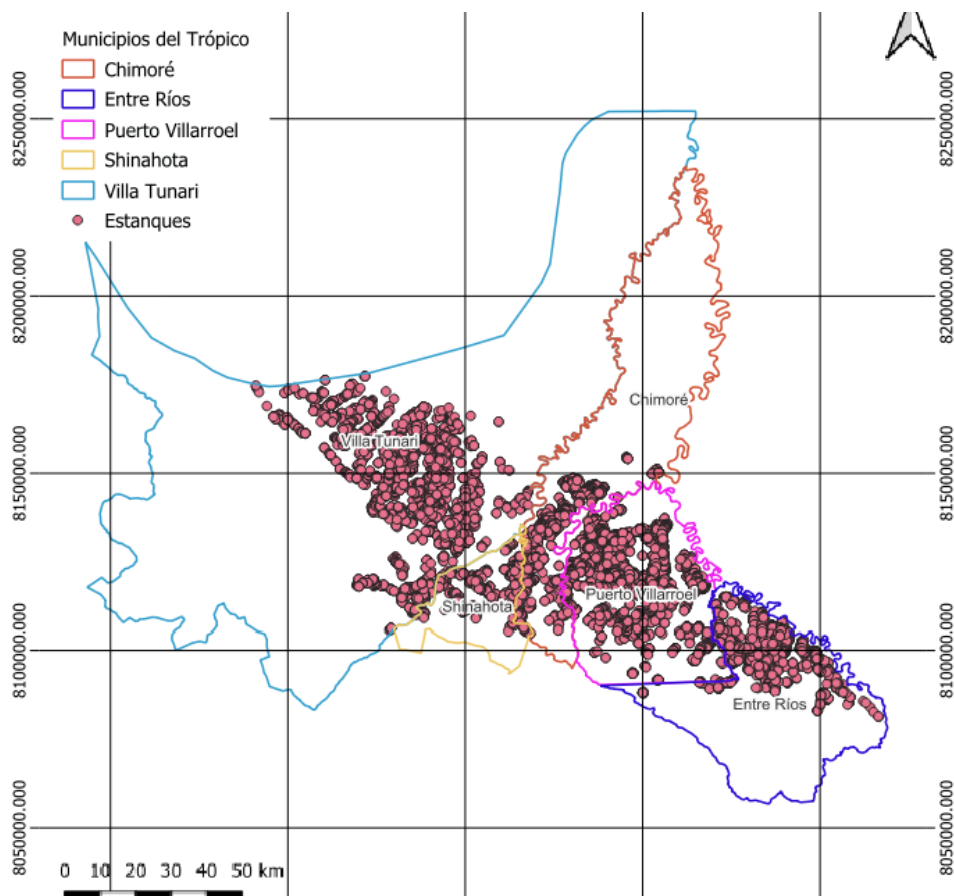 Municipios del Trópico
Chimoré
Entre Ríos
Puerto Villarroel
Shinahota
Villa Tunari
Estanques
8250000.000
8250000.000
8200000.000
8200000.000
Chimoré
Villa Tunari
8150000.000
8150000.000
Puerto Villarroel
Shinahota
8100000.000
8100000.000
Entre Ríos
8050000.000
8050000.000
0 10 20 30 40 50 km